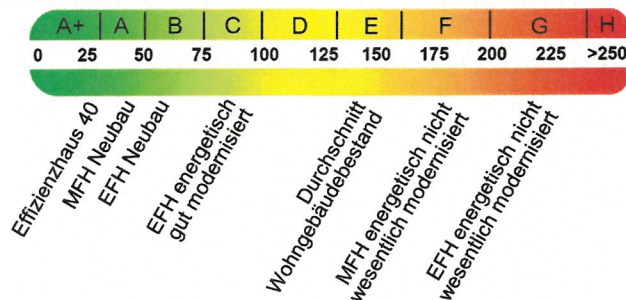 A+ A B C D E F G H
0 25 50 75 100 125 150 175 200 225 >250
Effizienzhaus 40
MFH Neubau
EFH Neubau
EFH energetisch
gut modernisiert
Durchschnitt
Wohngebäudebestand
MFH energetisch nicht
wesentlich modernisiert
EFH energetisch nicht
wesentlich modernisiert